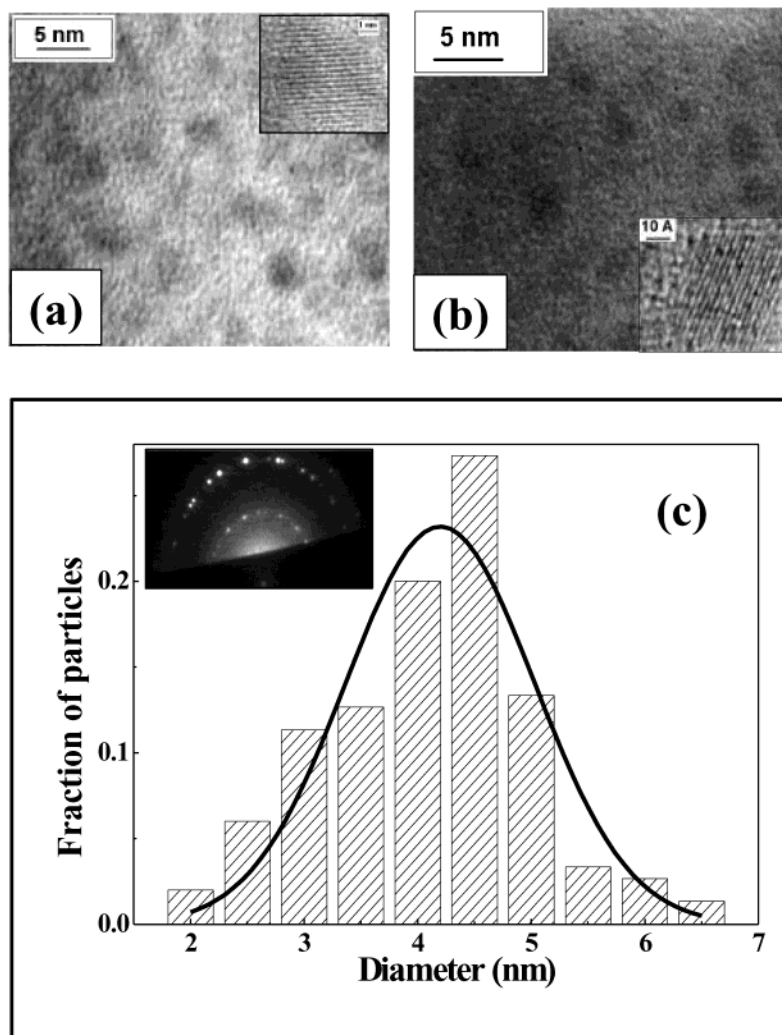 5 nm
1 nm
(a)
5 nm
10 A
(b)
(c)
Fraction of particles
0.2
0.1
0.0
2 3 4 5 6 7
Diameter (nm)